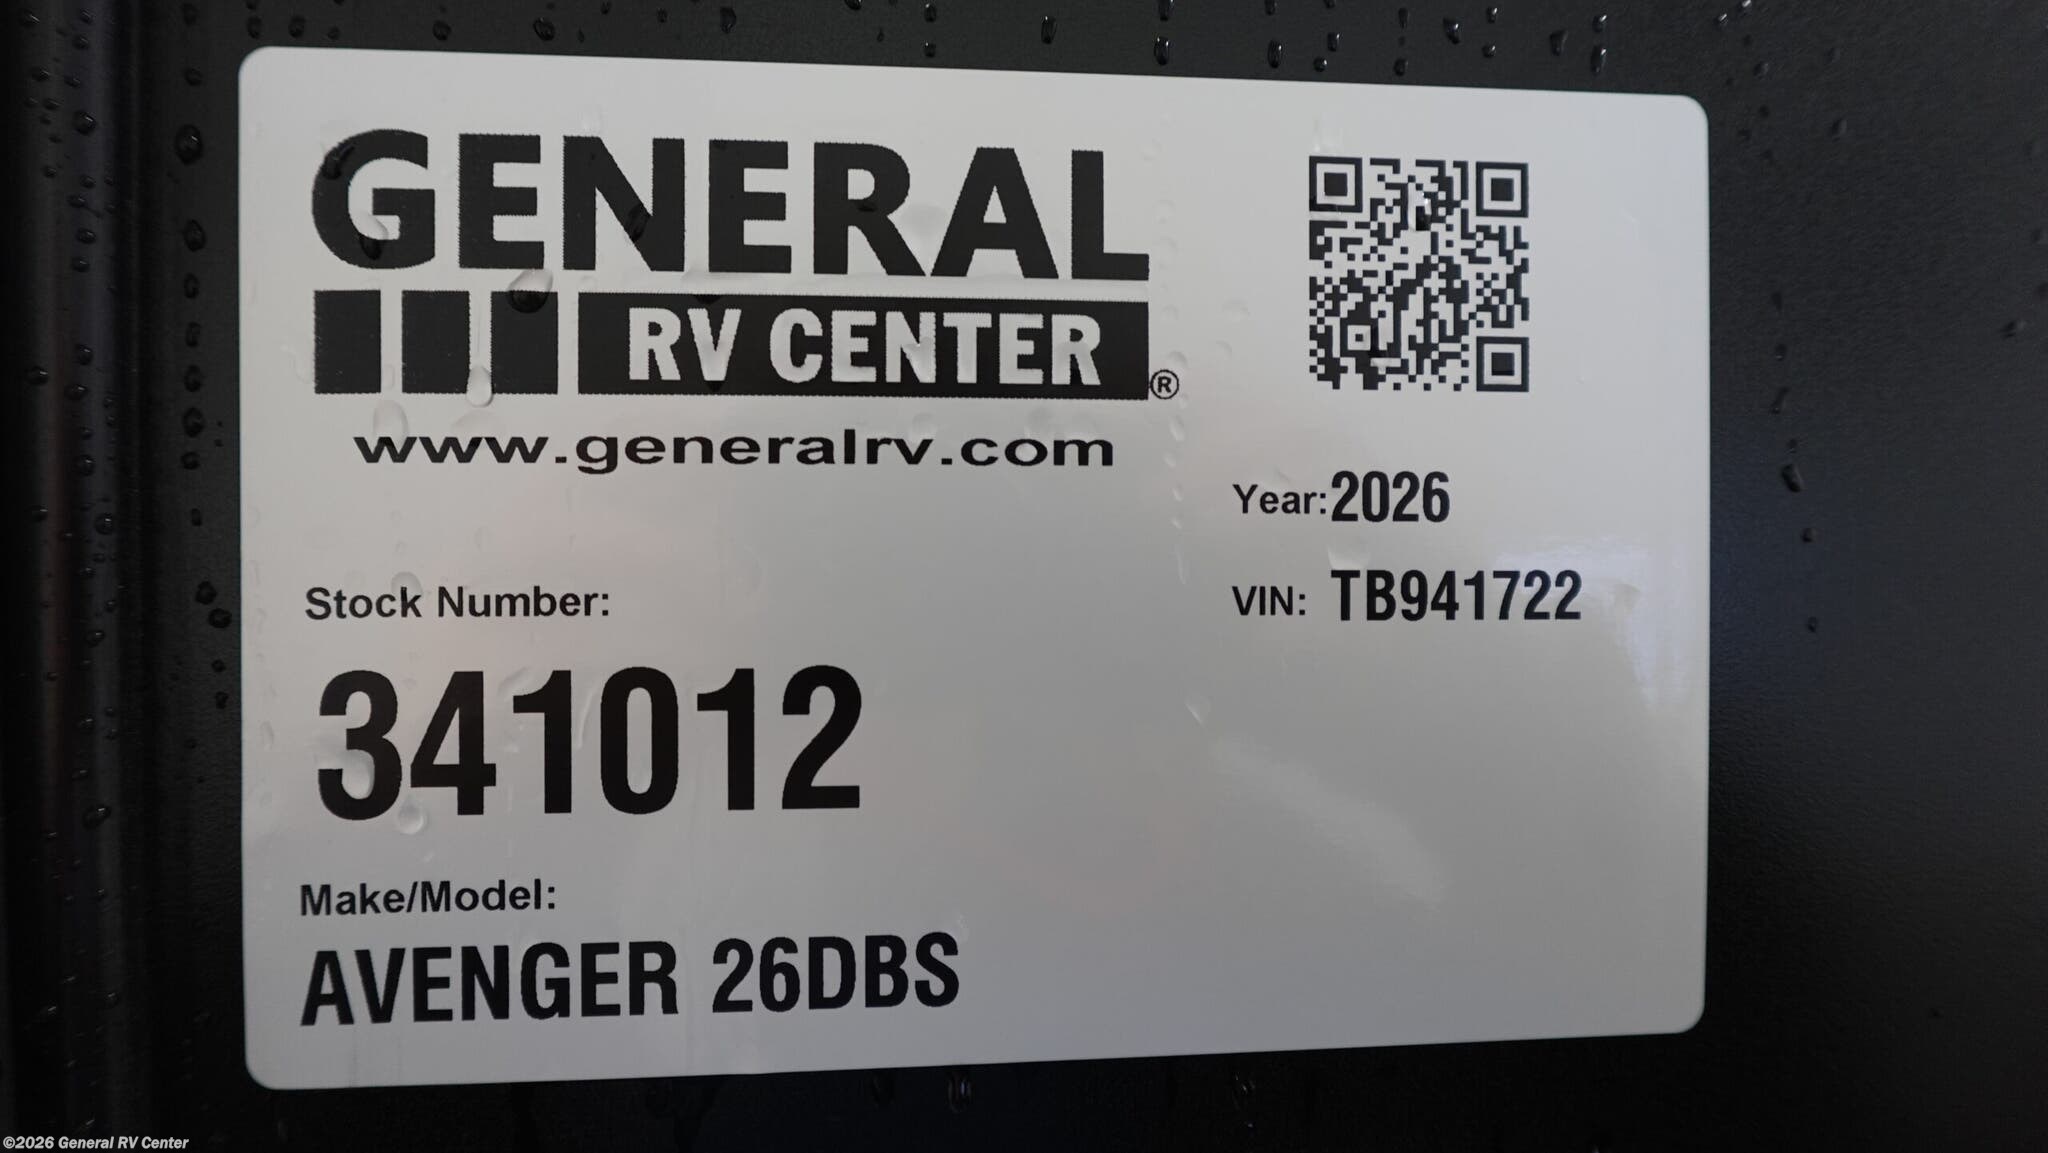 GENERAL
RV CENTER®
www.generalrv.com
Year: 2026
VIN: TB941722
Stock Number:
341012
Make/Model:
AVENGER 26DBS
©2026 General RV Center